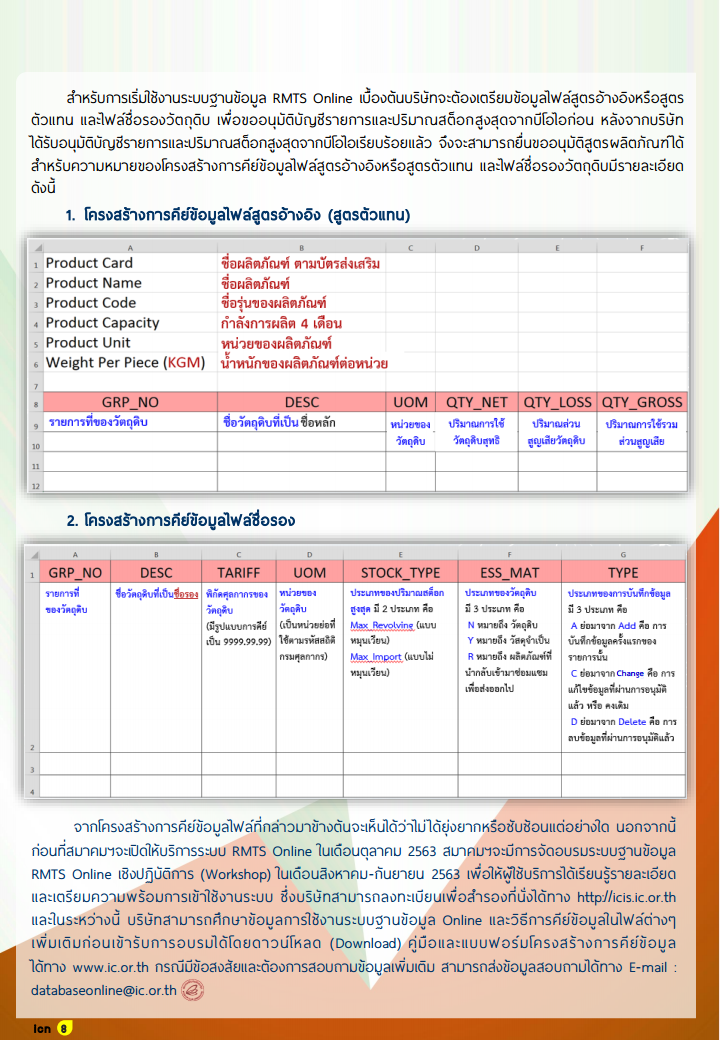 สำหรับการเริ่มใช้งานระบบฐานข้อมูล RMTS Online เบื้องต้นบริษัทจะต้องเตรียมข้อมูลไฟล์สูตรอ้างอิงหรือสูตร
ตัวแทน และไฟล์ชื่อรองวัตถุดิบ เพื่อขออนุมัติบัญชีรายการและปริมาณสต็อกสูงสุดจากบีโอไอก่อน หลังจากบริษัท
ได้รับอนุมัติบัญชีรายการและปริมาณสต็อกสูงสุดจากบีโอไอเรียบร้อยแล้ว จึงจะสามารถยื่นขออนุมัติสูตรผลิตภัณฑ์ได้
สำหรับความหมายของโครงสร้างการคีย์ข้อมูลไฟล์สูตรอ้างอิงหรือสูตรตัวแทน และไฟล์ชื่อรองวัตถุดิบมีรายละเอียด
ดังนี้
1. โครงสร้างการคีย์ข้อมูลไฟล์สูตรอ้างอิง (สูตรตัวแทน)
A B C D E F
1 Product Card ชื่อผลิตภัณฑ์ ตามบัตรส่งเสริม
2 Product Name ชื่อผลิตภัณฑ์
3 Product Code ชื่อรุ่นของผลิตภัณฑ์
4 Product Capacity กำลังการผลิต 4 เดือน
5 Product Unit หน่วยของผลิตภัณฑ์
6 Weight Per Piece (KGM) น้ำหนักของผลิตภัณฑ์ต่อหน่วย
7
8 GRP_NO DESC UOM QTY_NET QTY_LOSS QTY_GROSS
9 รายการที่ของวัตถุดิบ ชื่อวัตถุดิบที่เป็น ชื่อหลัก หน่วยของ ปริมาณการใช้ ปริมาณส่วน ปริมาณการใช้รวม
วัตถุดิบ วัตถุดิบสุทธิ สูญเสียวัตถุดิบ ส่วนสูญเสีย
10
11
12
2. โครงสร้างการคีย์ข้อมูลไฟล์ชื่อรอง
A B C D E F G
1 GRP_NO DESC TARIFF UOM STOCK_TYPE ESS_MAT TYPE
รายการที่ ชื่อวัตถุดิบที่เป็นชื่อรอง พิกัดศุลกากรของ หน่วยของ ประเภทของปริมาณสต็อก ประเภทของวัตถุดิบ ประเภทของการบันทึกข้อมูล
ของวัตถุดิบ วัตถุดิบ วัตถุดิบ สูงสุด มี 2 ประเภท คือ มี 3 ประเภท คือ มี 3 ประเภท คือ
(มีรูปแบบการคีย์ (เป็นหน่วยย่อที่ Max_Revolving (แบบ N หมายถึง วัตถุดิบ A ย่อมาจาก Add คือ การ
เป็น 9999.99.99) ใช้ตามรหัสสถิติ หมุนเวียน) Y หมายถึง วัสดุจำเป็น บันทึกข้อมูลครั้งแรกของ
กรมศุลกากร) Max_Import (แบบไม่ R หมายถึง ผลิตภัณฑ์ที่ รายการนั้น
หมุนเวียน) นำกลับเข้ามาซ่อมแซม C ย่อมาจาก Change คือ การ
เพื่อส่งออกไป แก้ไขข้อมูลที่ผ่านการอนุมัติ
แล้ว หรือ คงเดิม
D ย่อมาจาก Delete คือ การ
2 ลบข้อมูลที่ผ่านการอนุมัติแล้ว
3
4
จากโครงสร้างการคีย์ข้อมูลไฟล์ที่กล่าวมาข้างต้นจะเห็นได้ว่าไม่ได้ยุ่งยากหรือซับซ้อนแต่อย่างใด นอกจากนี้
ก่อนที่สมาคมฯจะเปิดให้บริการระบบ RMTS Online ในเดือนตุลาคม 2563 สมาคมฯจะมีการจัดอบรมระบบฐานข้อมูล
RMTS Online เชิงปฏิบัติการ (Workshop) ในเดือนสิงหาคม-กันยายน 2563 เพื่อให้ผู้ใช้บริการได้เรียนรู้รายละเอียด
และเตรียมความพร้อมการเข้าใช้งานระบบ ซึ่งบริษัทสามารถลงทะเบียนเพื่อสำรองที่นั่งได้ทาง http://icis.ic.or.th
และในระหว่างนี้ บริษัทสามารถศึกษาข้อมูลการใช้งานระบบฐานข้อมูล Online และวิธีการคีย์ข้อมูลในไฟล์ต่างๆ
เพิ่มเติมก่อนเข้ารับการอบรมได้โดยดาวน์โหลด (Download) คู่มือและแบบฟอร์มโครงสร้างการคีย์ข้อมูล
ได้ทาง www.ic.or.th กรณีมีข้อสงสัยและต้องการสอบถามข้อมูลเพิ่มเติม สามารถส่งข้อมูลสอบถามได้ทาง E-mail :
databaseonline@ic.or.th
Ion 8